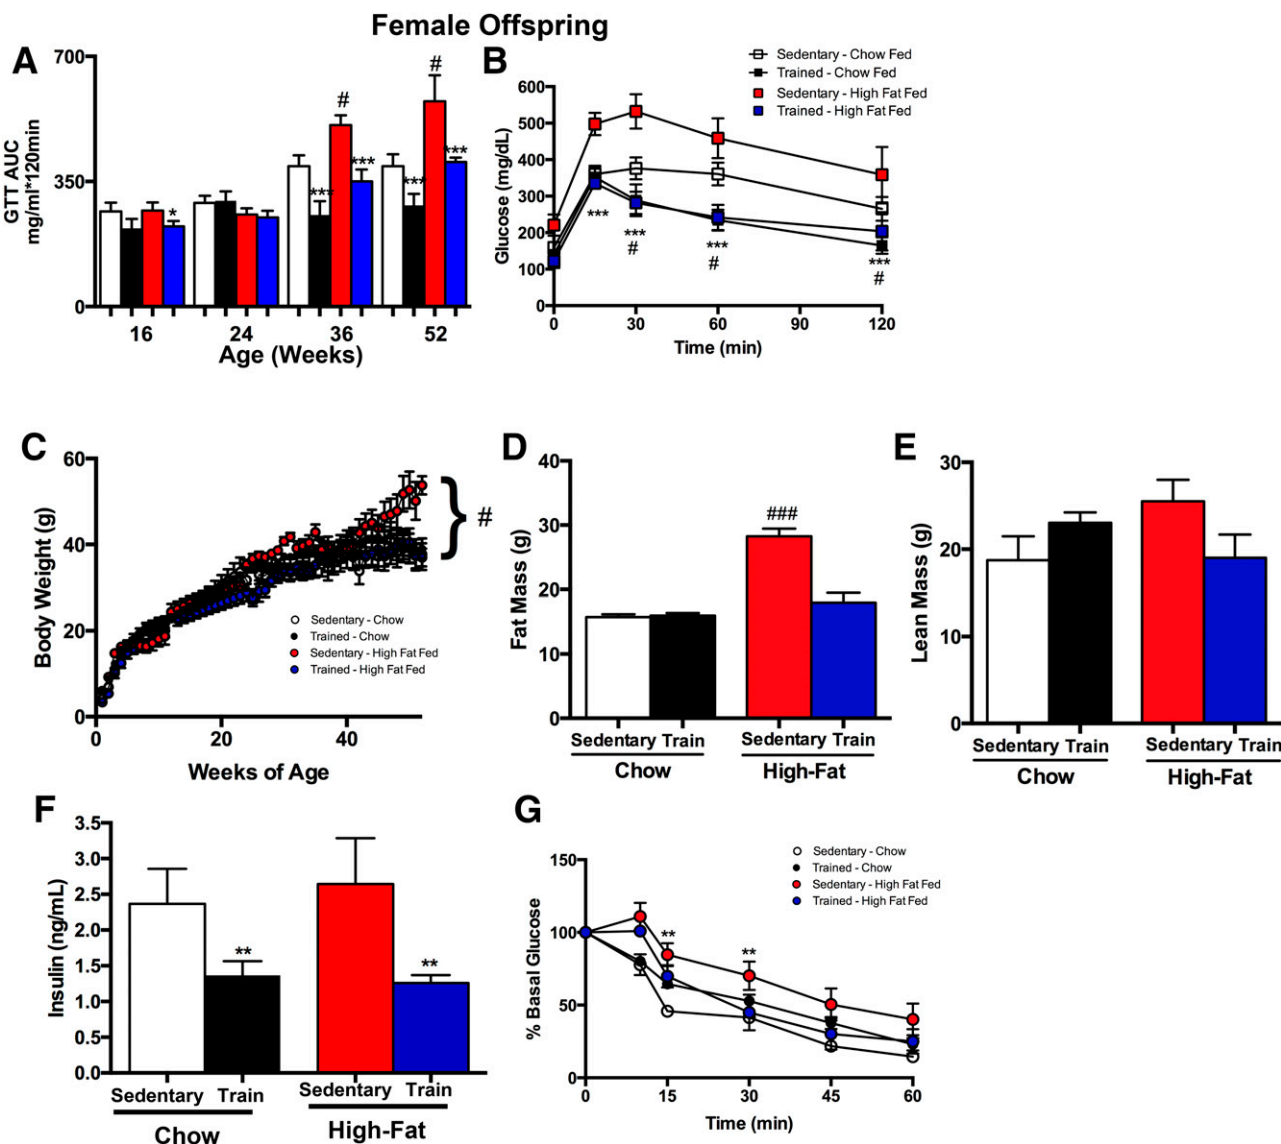 Female Offspring
A
GTT AUC
mg/ml*120min
700
350
0
#
#
***
***
*
***
***
16 24 36 52
Age (Weeks)
B
Sedentary - Chow Fed
Trained - Chow Fed
Sedentary - High Fat Fed
Trained - High Fat Fed
Glucose (mg/dL)
600
500
400
300
200
100
0
***
***
#
***
#
***
#
0 30 60 90 120
Time (min)
C
Body Weight (g)
60
40
20
0
} #
Sedentary - Chow
Trained - Chow
Sedentary - High Fat Fed
Trained - High Fat Fed
0 20 40
Weeks of Age
D
Fat Mass (g)
40
30
20
10
0
###
Sedentary Train Sedentary Train
Chow High-Fat
E
Lean Mass (g)
30
20
10
0
Sedentary Train Sedentary Train
Chow High-Fat
F
Insulin (ng/mL)
3.5
3.0
2.5
2.0
1.5
1.0
0.5
0.0
**
**
Sedentary Train Sedentary Train
Chow High-Fat
G
Sedentary - Chow
Trained - Chow
Sedentary - High Fat Fed
Trained - High Fat Fed
% Basal Glucose
150
100
50
0
**
**
0 15 30 45 60
Time (min)